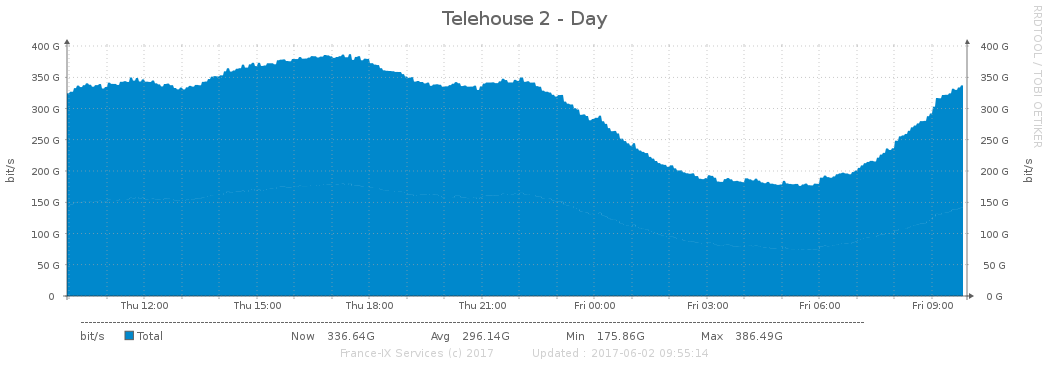 Telehouse 2 - Day
RRDTOOL / TOBI OETIKER
bit/s
400 G 400 G
350 G 350 G
300 G 300 G
250 G 250 G
200 G 200 G
150 G 150 G
100 G 100 G
50 G 50 G
0 0 G
bit/s
Thu 12:00 Thu 15:00 Thu 18:00 Thu 21:00 Fri 00:00 Fri 03:00 Fri 06:00 Fri 09:00
bit/s Total Now 336.64G Avg 296.14G Min 175.86G Max 386.49G
France-IX Services (c) 2017 Updated : 2017-06-02 09:55:14